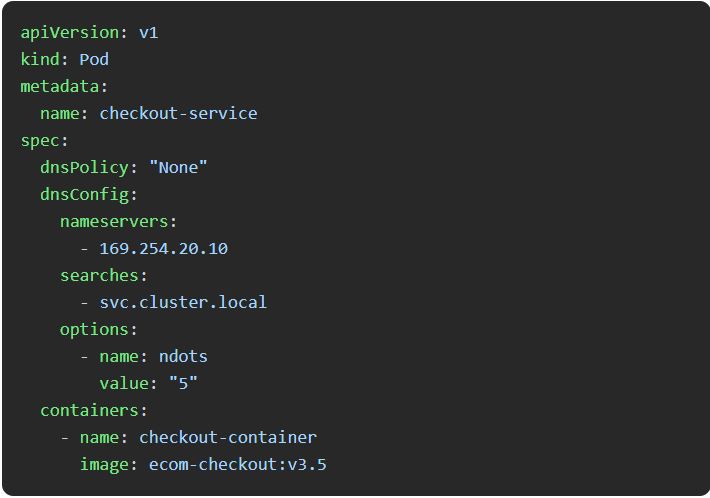 apiVersion: v1
kind: Pod
metadata:
  name: checkout-service
spec:
  dnsPolicy: "None"
  dnsConfig:
    nameservers:
      - 169.254.20.10
    searches:
      - svc.cluster.local
    options:
      - name: ndots
        value: "5"
  containers:
    - name: checkout-container
      image: ecom-checkout:v3.5